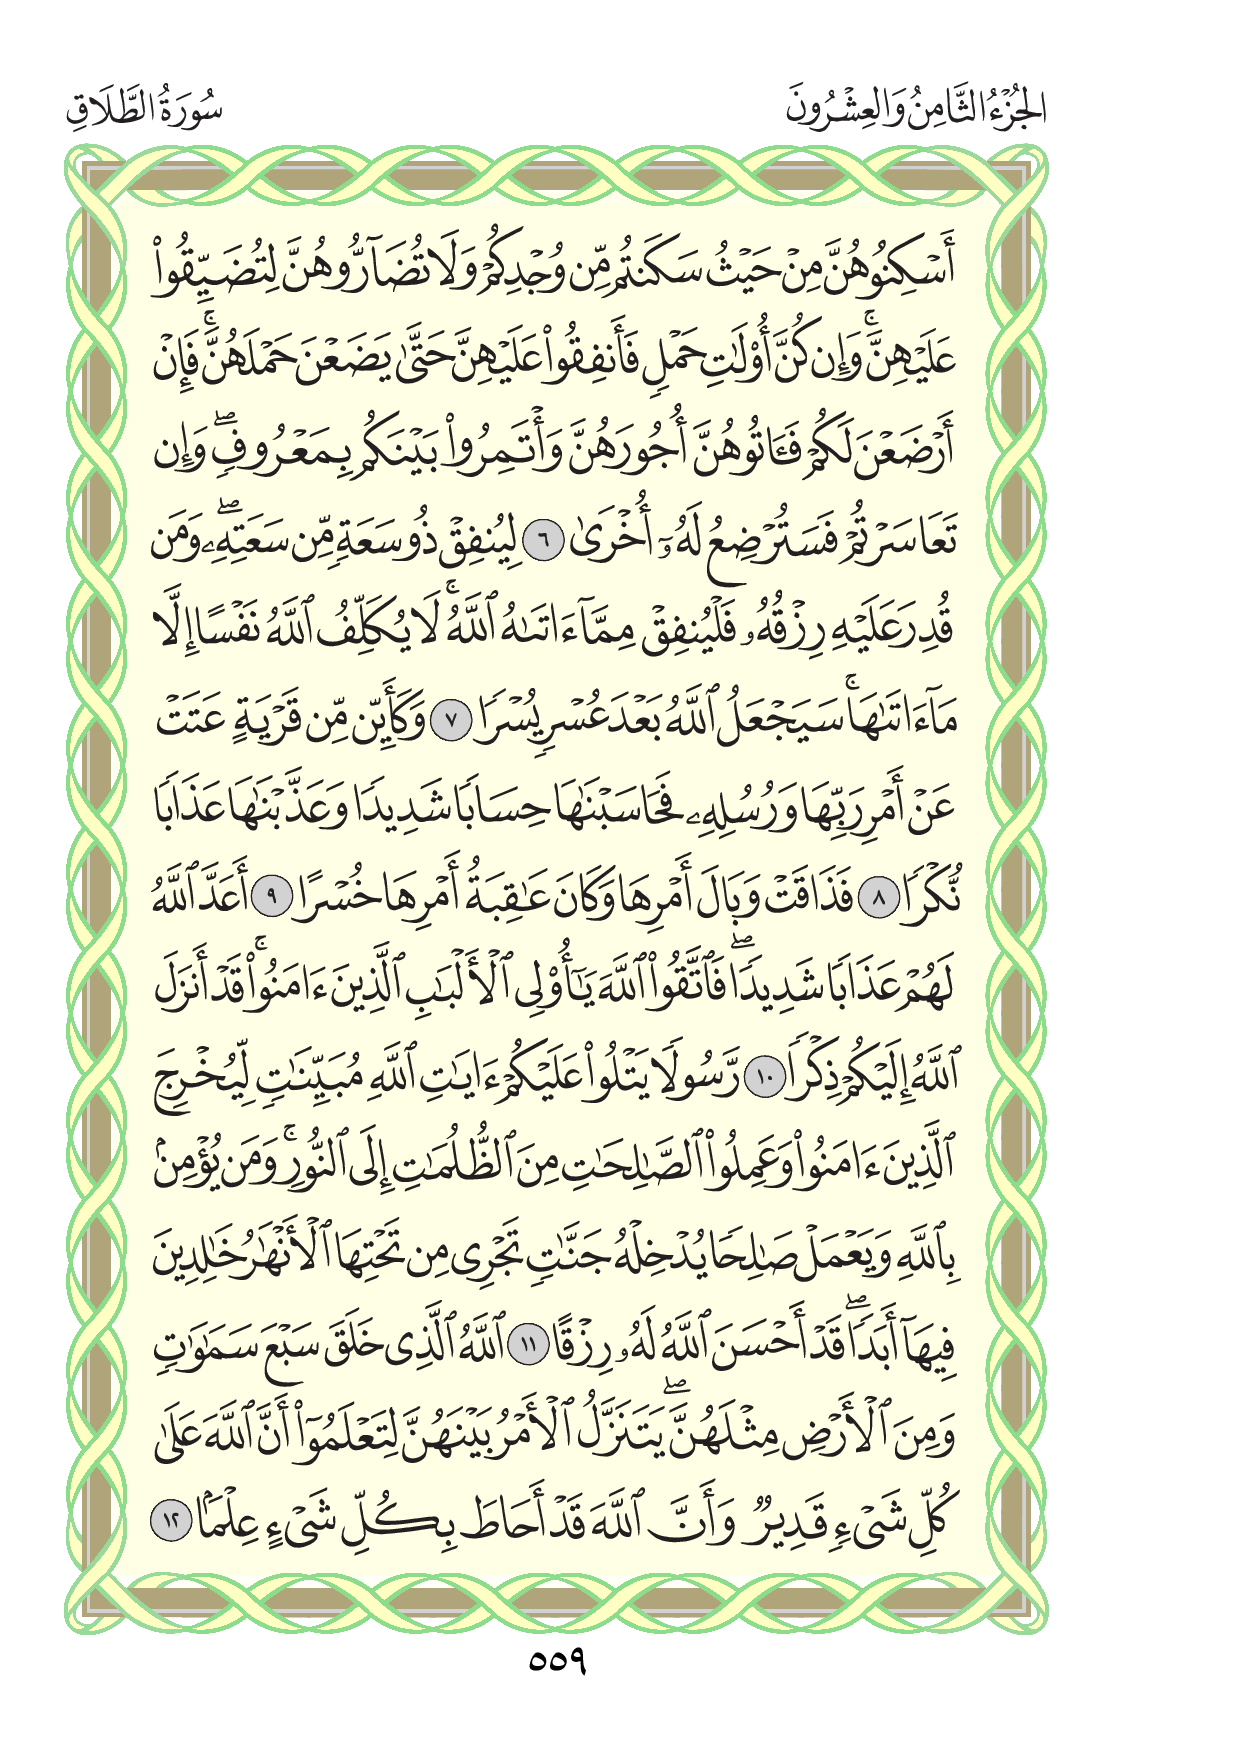 الجُزْءُ الثَّامِنُ وَالعِشْرُونَ
سُورَةُ الطَّلَاقِ
أَسْكِنُوهُنَّ مِنْ حَيْثُ سَكَنتُم مِّن وُجْدِكُمْ وَلَا تُضَآرُّوهُنَّ لِتُضَيِّقُوا۟
عَلَيْهِنَّ ۚ وَإِن كُنَّ أُو۟لَٰتِ حَمْلٍ فَأَنفِقُوا۟ عَلَيْهِنَّ حَتَّىٰ يَضَعْنَ حَمْلَهُنَّ ۚ فَإِنْ
أَرْضَعْنَ لَكُمْ فَـَٔاتُوهُنَّ أُجُورَهُنَّ وَأْتَمِرُوا۟ بَيْنَكُم بِمَعْرُوفٍ ۖ وَإِن
تَعَاسَرْتُمْ فَسَتُرْضِعُ لَهُۥٓ أُخْرَىٰ ٦ لِيُنفِقْ ذُو سَعَةٍ مِّن سَعَتِهِۦ ۖ وَمَن
قُدِرَ عَلَيْهِ رِزْقُهُۥ فَلْيُنفِقْ مِمَّآ ءَاتَىٰهُ ٱللَّهُ ۚ لَا يُكَلِّفُ ٱللَّهُ نَفْسًا إِلَّا
مَآ ءَاتَىٰهَا ۚ سَيَجْعَلُ ٱللَّهُ بَعْدَ عُسْرٍ يُسْرًا ٧ وَكَأَيِّن مِّن قَرْيَةٍ عَتَتْ
عَنْ أَمْرِ رَبِّهَا وَرُسُلِهِۦ فَحَاسَبْنَٰهَا حِسَابًا شَدِيدًا وَعَذَّبْنَٰهَا عَذَابًا
نُّكْرًا ٨ فَذَاقَتْ وَبَالَ أَمْرِهَا وَكَانَ عَٰقِبَةُ أَمْرِهَا خُسْرًا ٩ أَعَدَّ ٱللَّهُ
لَهُمْ عَذَابًا شَدِيدًا ۖ فَٱتَّقُوا۟ ٱللَّهَ يَٰٓأُو۟لِى ٱلْأَلْبَٰبِ ٱلَّذِينَ ءَامَنُوا۟ ۚ قَدْ أَنزَلَ
ٱللَّهُ إِلَيْكُمْ ذِكْرًا ١٠ رَّسُولًا يَتْلُوا۟ عَلَيْكُمْ ءَايَٰتِ ٱللَّهِ مُبَيِّنَٰتٍ لِّيُخْرِجَ
ٱلَّذِينَ ءَامَنُوا۟ وَعَمِلُوا۟ ٱلصَّٰلِحَٰتِ مِنَ ٱلظُّلُمَٰتِ إِلَى ٱلنُّورِ ۚ وَمَن يُؤْمِنۢ
بِٱللَّهِ وَيَعْمَلْ صَٰلِحًا يُدْخِلْهُ جَنَّٰتٍ تَجْرِى مِن تَحْتِهَا ٱلْأَنْهَٰرُ خَٰلِدِينَ
فِيهَآ أَبَدًا ۖ قَدْ أَحْسَنَ ٱللَّهُ لَهُۥ رِزْقًا ١١ ٱللَّهُ ٱلَّذِى خَلَقَ سَبْعَ سَمَٰوَٰتٍ
وَمِنَ ٱلْأَرْضِ مِثْلَهُنَّ ۖ يَتَنَزَّلُ ٱلْأَمْرُ بَيْنَهُنَّ لِتَعْلَمُوٓا۟ أَنَّ ٱللَّهَ عَلَىٰ
كُلِّ شَىْءٍ قَدِيرٌ وَأَنَّ ٱللَّهَ قَدْ أَحَاطَ بِكُلِّ شَىْءٍ عِلْمًۢا ١٢
٥٥٩